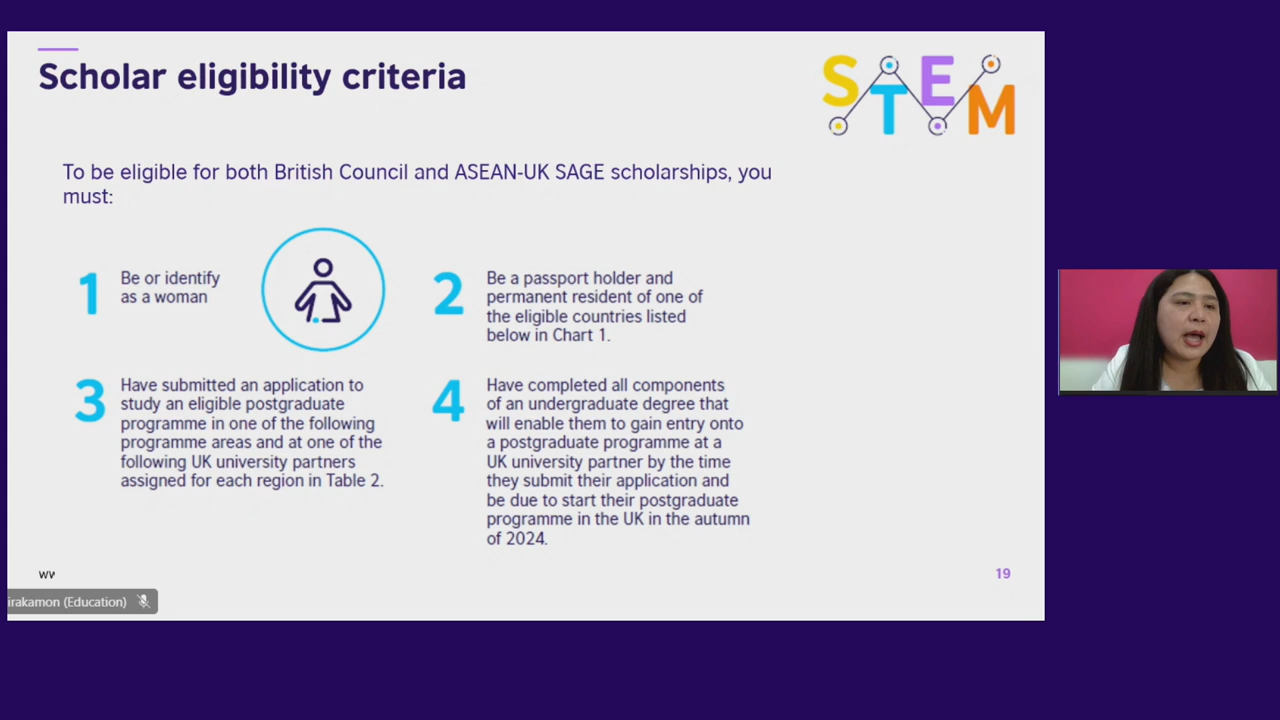 Scholar eligibility criteria
STEM
To be eligible for both British Council and ASEAN-UK SAGE scholarships, you
must:
1
Be or identify
as a woman
2
Be a passport holder and
permanent resident of one of
the eligible countries listed
below in Chart 1.
3
Have submitted an application to
study an eligible postgraduate
programme in one of the following
programme areas and at one of the
following UK university partners
assigned for each region in Table 2.
4
Have completed all components
of an undergraduate degree that
will enable them to gain entry onto
a postgraduate programme at a
UK university partner by the time
they submit their application and
be due to start their postgraduate
programme in the UK in the autumn
of 2024.
19
irakamon (Education)